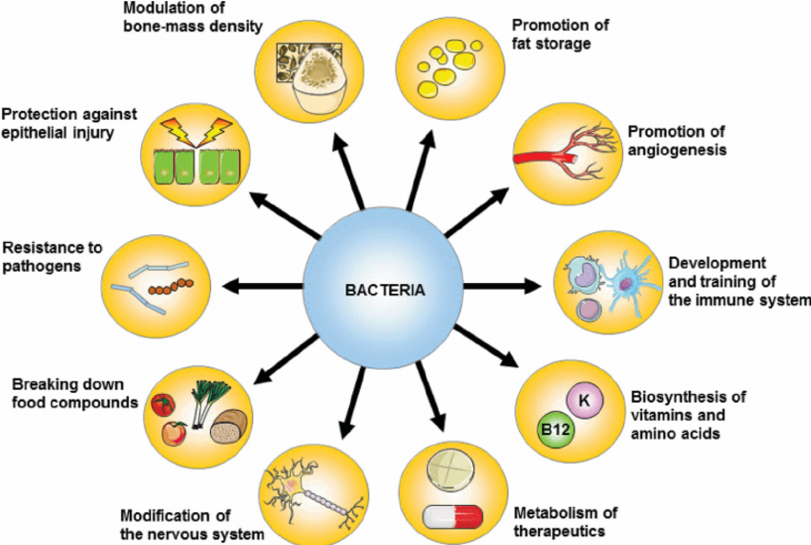 Modulation of
bone-mass density
Promotion of
fat storage
Protection against
epithelial injury
Promotion of
angiogenesis
Resistance to
pathogens
BACTERIA
Development
and training of
the immune system
Breaking down
food compounds
K
B12
Biosynthesis of
vitamins and
amino acids
Modification of
the nervous system
Metabolism of
therapeutics